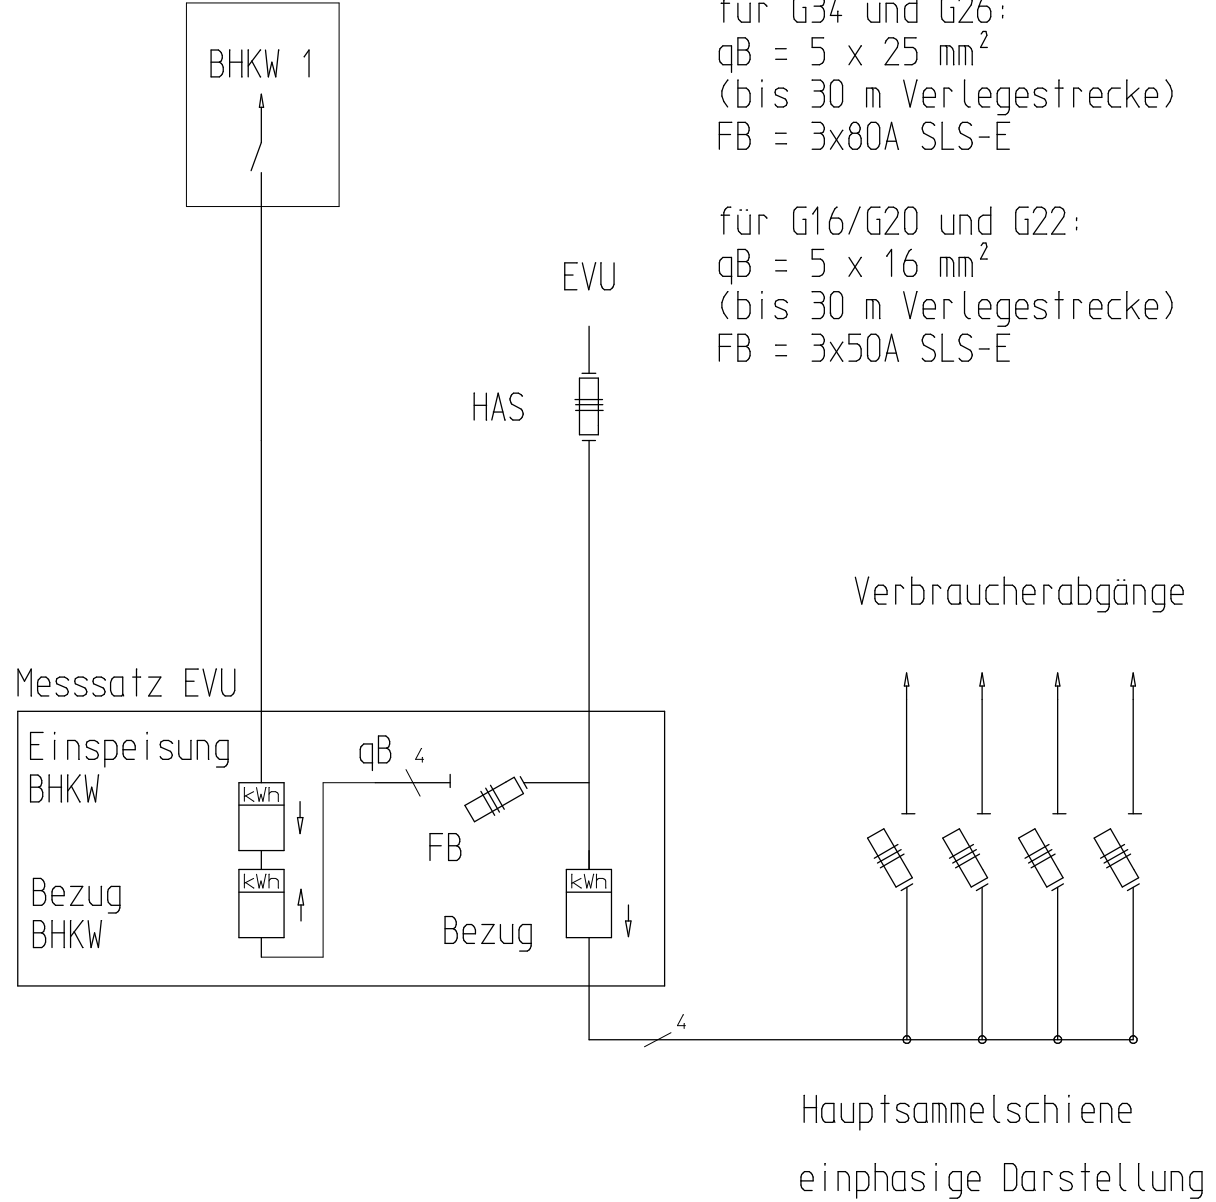 für G34 und G26:
qB = 5 x 25 mm²
(bis 30 m Verlegestrecke)
FB = 3x80A SLS-E
für G16/G20 und G22:
qB = 5 x 16 mm²
(bis 30 m Verlegestrecke)
FB = 3x50A SLS-E
BHKW 1
EVU
HAS
Verbraucherabgänge
Messsatz EVU
Einspeisung
BHKW
kWh
qB 4
FB
Bezug
BHKW
kWh
Bezug
kWh
4
Hauptsammelschiene
einphasige Darstellung